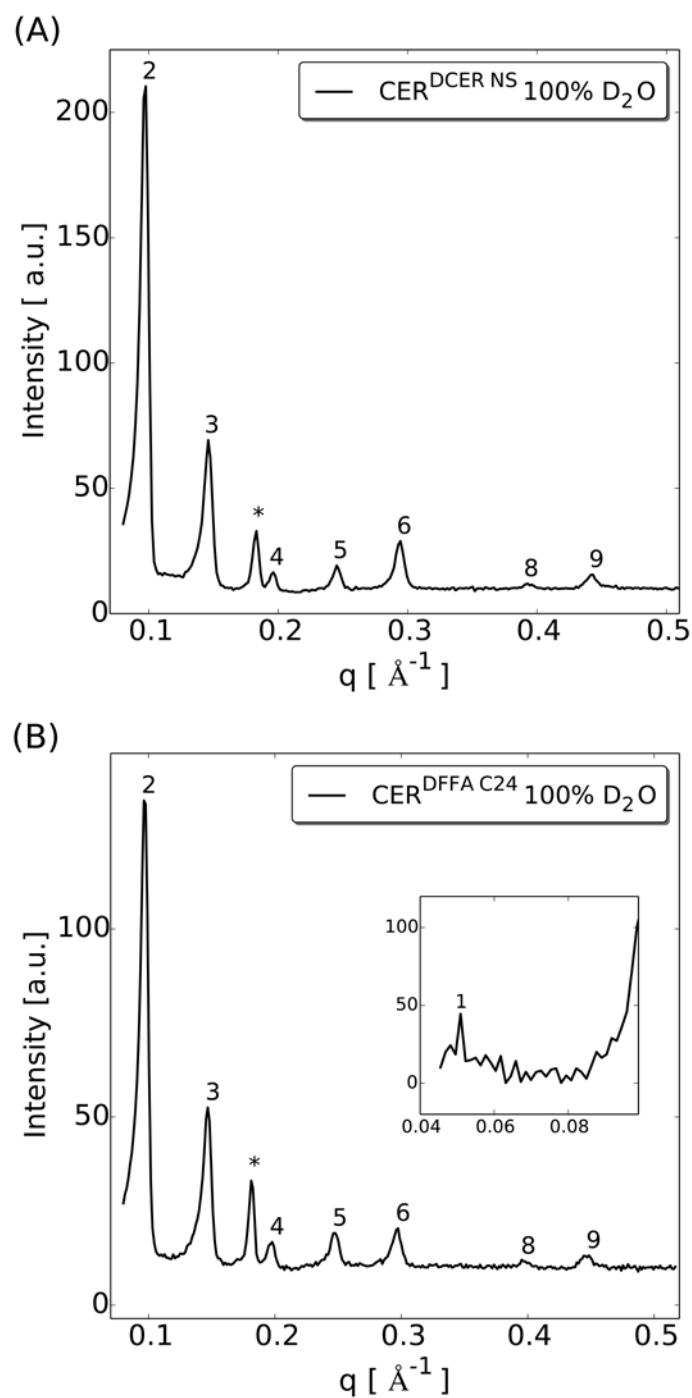 (A)
2
CER^DCER NS 100% D₂O
200
150
100
50
0
3
*
4
5
6
8
9
Intensity [ a.u.]
0.1 0.2 0.3 0.4 0.5
q [ Å⁻¹ ]
(B)
2
CER^DFFA C24 100% D₂O
100
50
0
3
*
4
5
6
8
9
Intensity [a.u.]
100
50
0
1
0.04 0.06 0.08
0.1 0.2 0.3 0.4 0.5
q [ Å⁻¹ ]